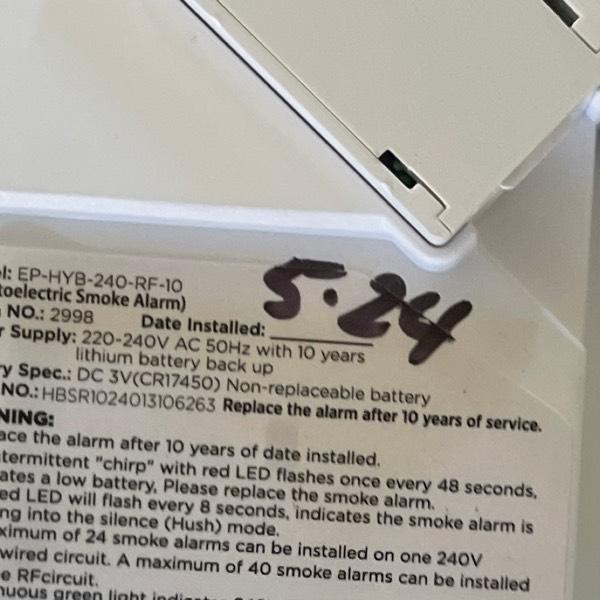 l: EP-HYB-240-RF-10
toelectric Smoke Alarm)
NO.: 2998 Date Installed: 5.24
r Supply: 220-240V AC 50Hz with 10 years
lithium battery back up
ry Spec.: DC 3V(CR17450) Non-replaceable battery
NO.: HBSR1024013106263 Replace the alarm after 10 years of service.
NING:
ace the alarm after 10 years of date installed.
termittent "chirp" with red LED flashes once every 48 seconds,
ates a low battery, Please replace the smoke alarm.
ed LED will flash every 8 seconds, indicates the smoke alarm is
ng into the silence (Hush) mode.
ximum of 24 smoke alarms can be installed on one 240V
wired circuit. A maximum of 40 smoke alarms can be installed
e RFcircuit.
nuous green light